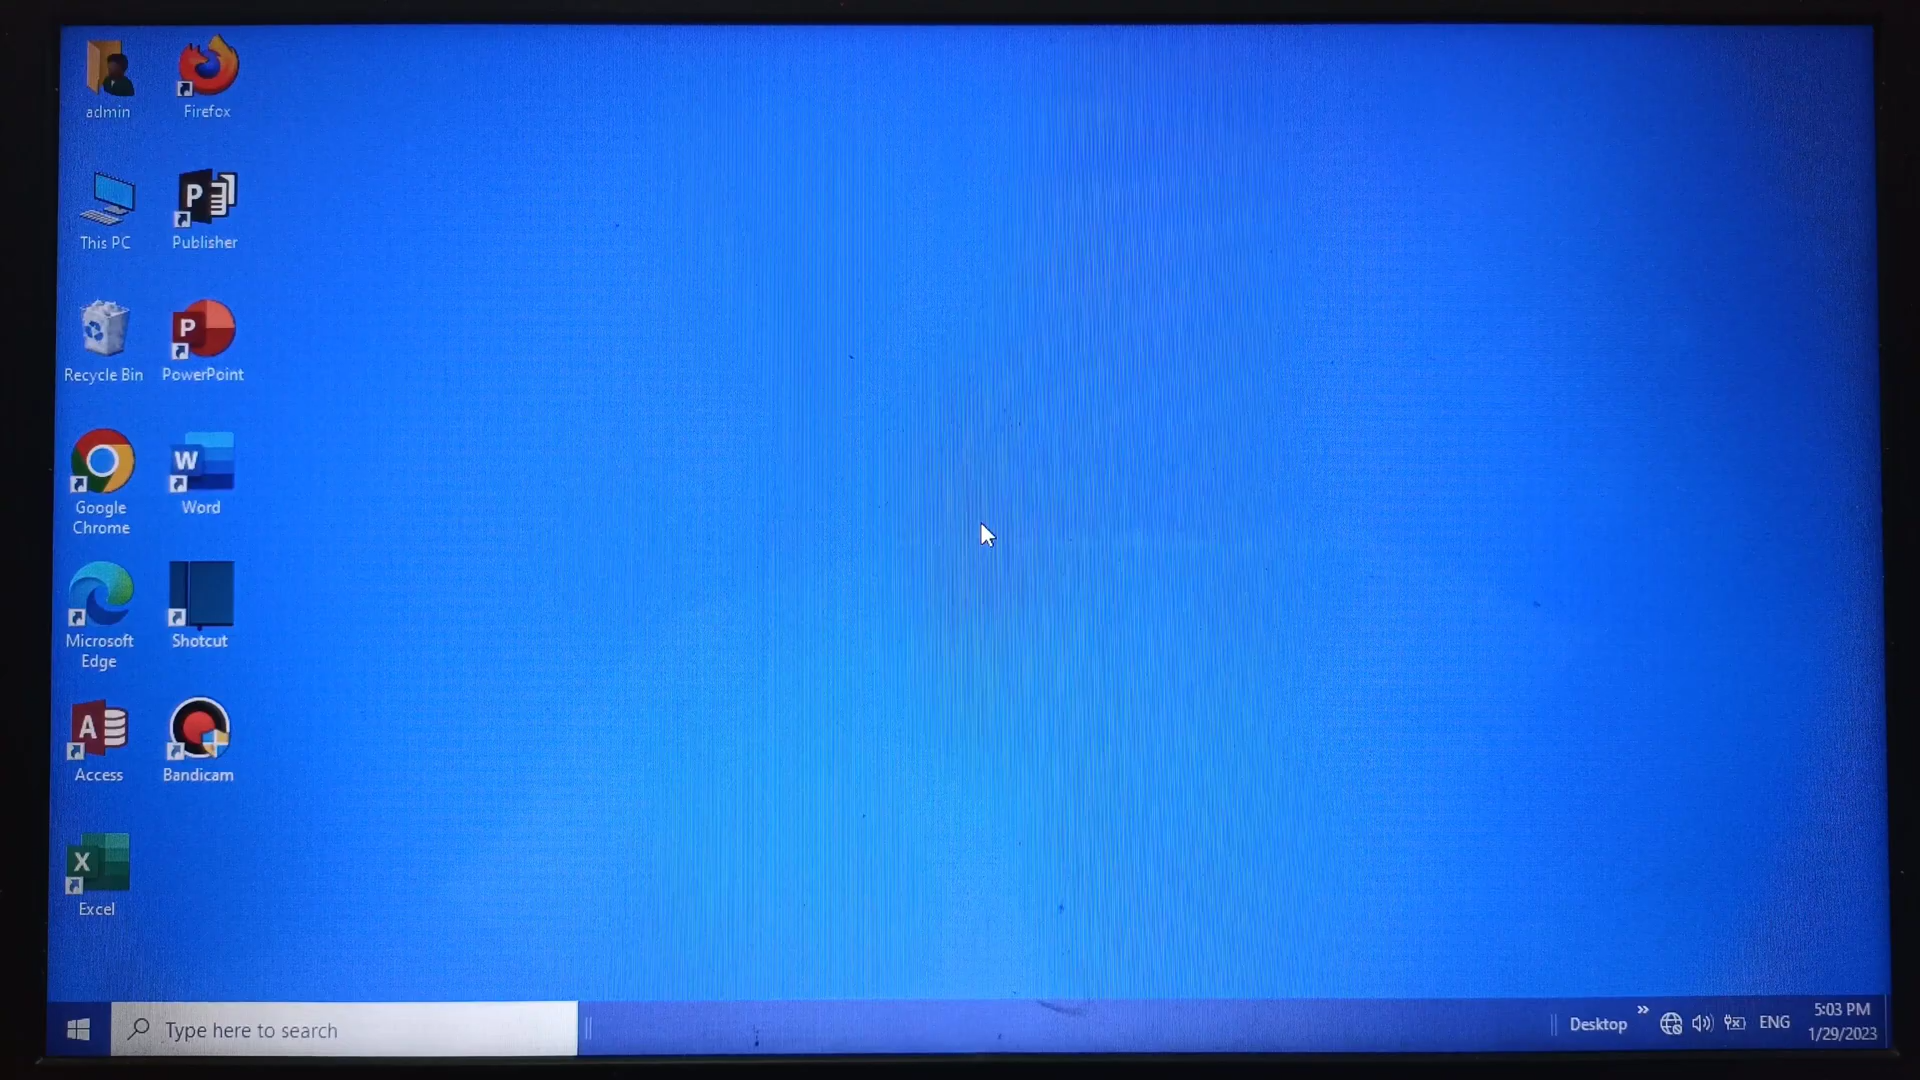 admin
Firefox
This PC
Publisher
Recycle Bin
PowerPoint
Google
Chrome
Word
Microsoft
Edge
Shotcut
Access
Bandicam
Excel
Type here to search
Desktop
ENG
5:03 PM
1/29/2023